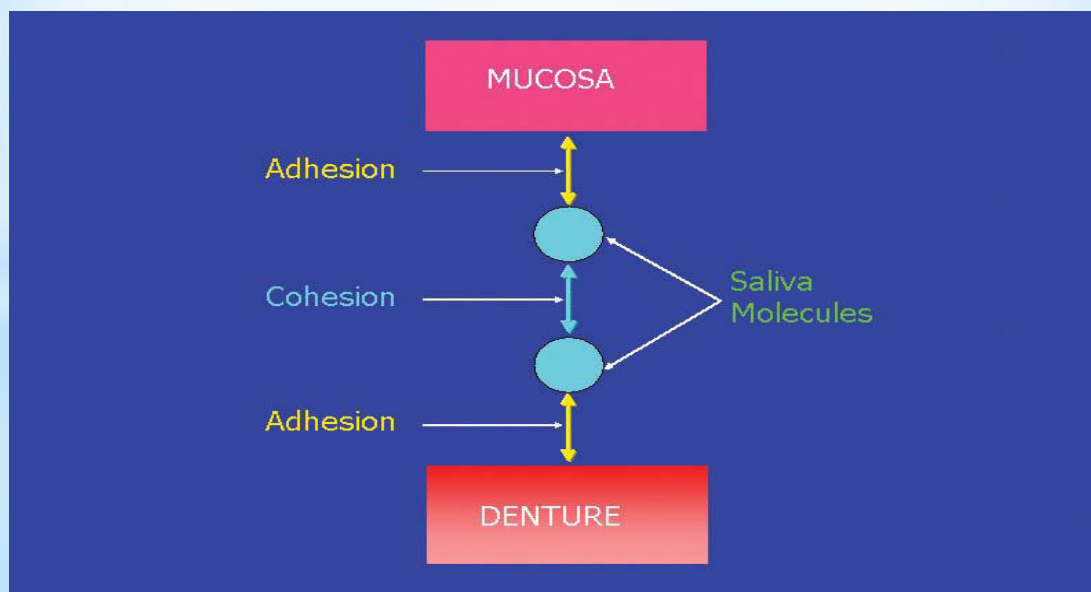 MUCOSA
Adhesion
Cohesion
Saliva
Molecules
Adhesion
DENTURE